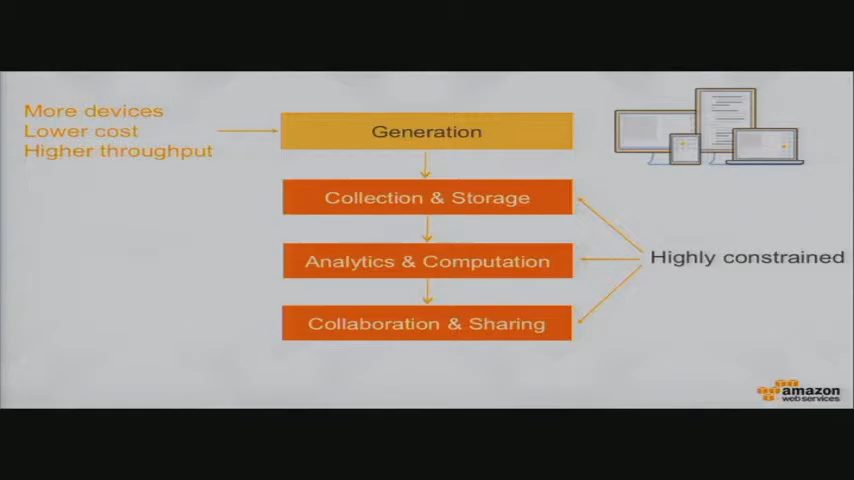 More devices
Lower cost
Higher throughput
Generation
Collection & Storage
Analytics & Computation
Highly constrained
Collaboration & Sharing
amazon
web services